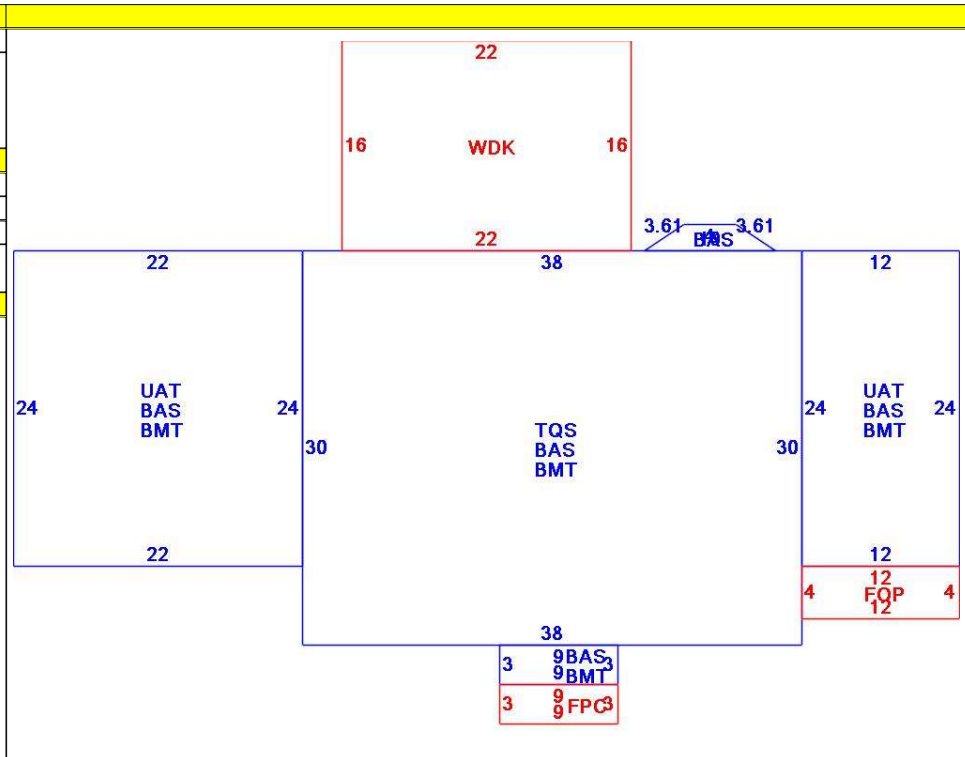 22
16 WDK 16
22
3.61 3.61
BAS
22 38 12
UAT
BAS
BMT
24 24
TQS
BAS
BMT
30 30
UAT
BAS
BMT
24 24
22 12
12
4 FOP 4
12
38
9 BAS
3 3
9 BMT
9
3 FPC 3
9